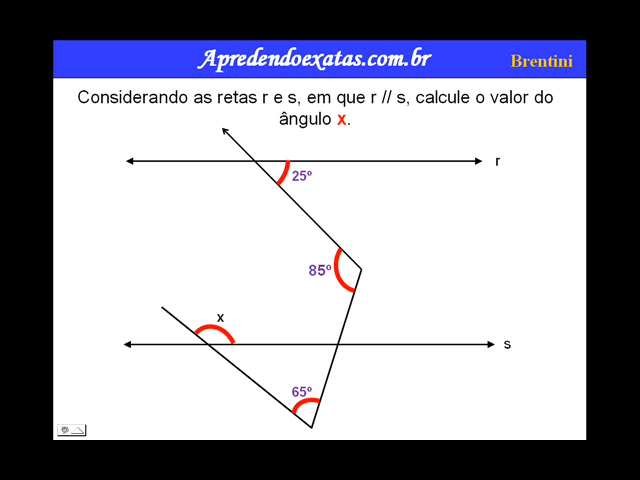 Apredendoexatas.com.br
Brentini
Considerando as retas r e s, em que r // s, calcule o valor do
ângulo x.
r
25º
85º
x
s
65º